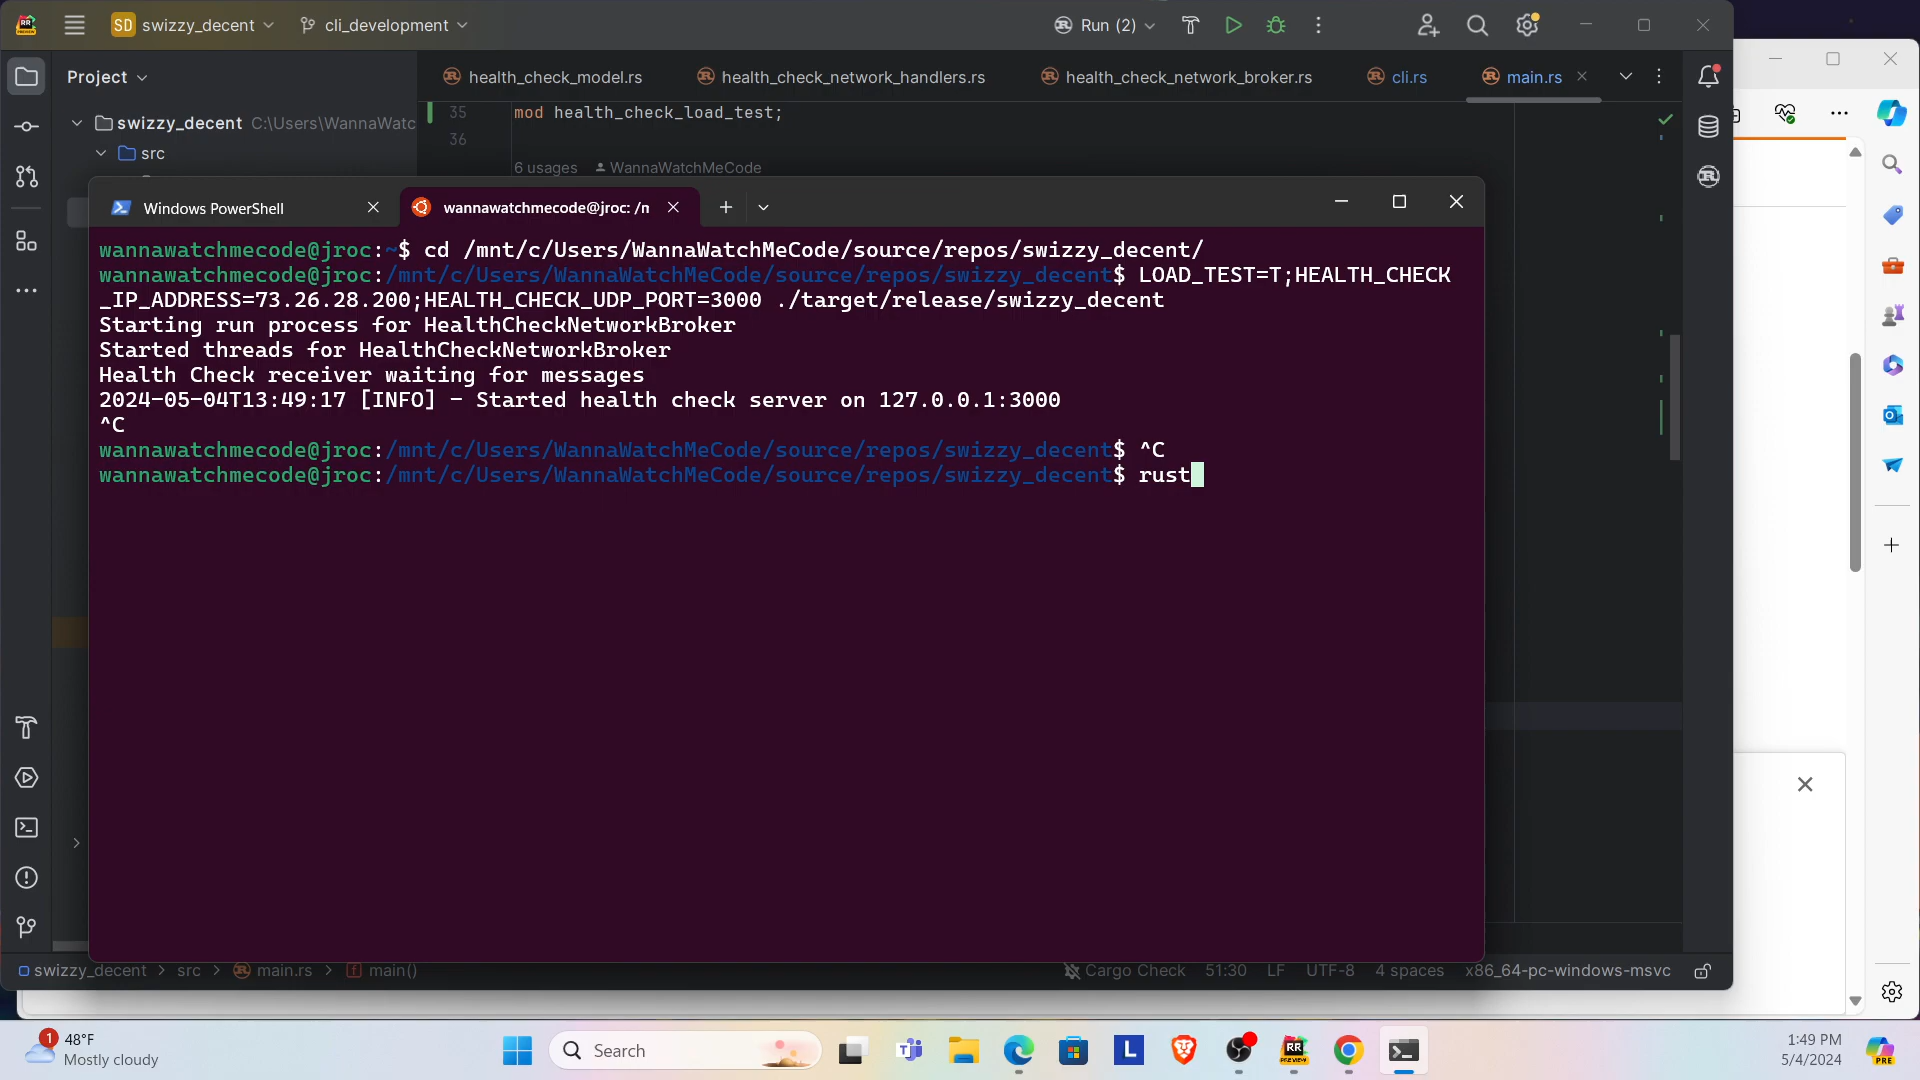 SD swizzy_decent
cli_development
Run (2)
Project
health_check_model.rs
health_check_network_handlers.rs
health_check_network_broker.rs
cli.rs
main.rs
swizzy_decent C:\Users\WannaWatc
src
35 mod health_check_load_test;
36
6 usages WannaWatchMeCode
Windows PowerShell
wannawatchmecode@jroc: /n
wannawatchmecode@jroc:~$ cd /mnt/c/Users/WannaWatchMeCode/source/repos/swizzy_decent/
wannawatchmecode@jroc:/mnt/c/Users/WannaWatchMeCode/source/repos/swizzy_decent$ LOAD_TEST=T;HEALTH_CHECK
_IP_ADDRESS=73.26.28.200;HEALTH_CHECK_UDP_PORT=3000 ./target/release/swizzy_decent
Starting run process for HealthCheckNetworkBroker
Started threads for HealthCheckNetworkBroker
Health Check receiver waiting for messages
2024-05-04T13:49:17 [INFO] - Started health check server on 127.0.0.1:3000
^C
wannawatchmecode@jroc:/mnt/c/Users/WannaWatchMeCode/source/repos/swizzy_decent$ ^C
wannawatchmecode@jroc:/mnt/c/Users/WannaWatchMeCode/source/repos/swizzy_decent$ rust
swizzy_decent > src > main.rs > main()
Cargo Check 51:30 LF UTF-8 4 spaces x86_64-pc-windows-msvc
1
48°F
Mostly cloudy
Search
L
RR
PREVIEW
1:49 PM
5/4/2024
PRE